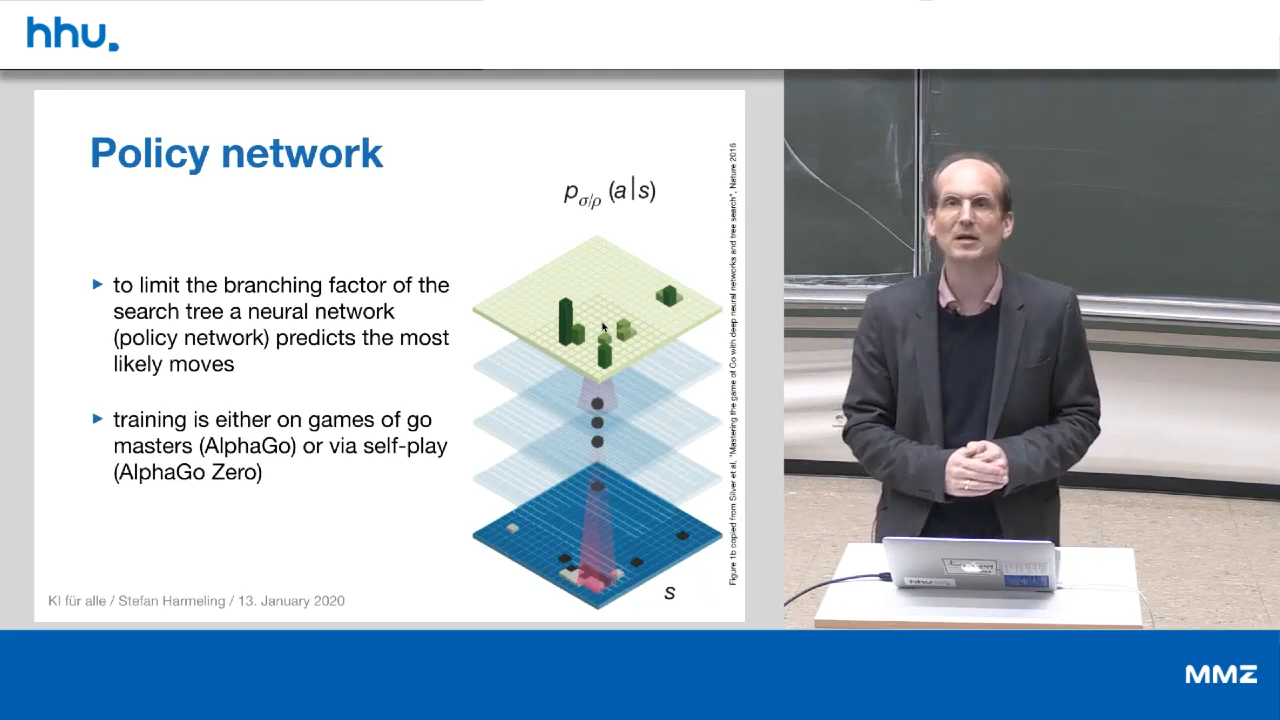 hhu.
Policy network
p σ/ρ (a|s)
▸ to limit the branching factor of the
search tree a neural network
(policy network) predicts the most
likely moves
▸ training is either on games of go
masters (AlphaGo) or via self-play
(AlphaGo Zero)
s
Figure 1b copied from Silver et al, "Mastering the game of Go with deep neural networks and tree search", Nature 2016
KI für alle / Stefan Harmeling / 13. January 2020
hhu
MMZ